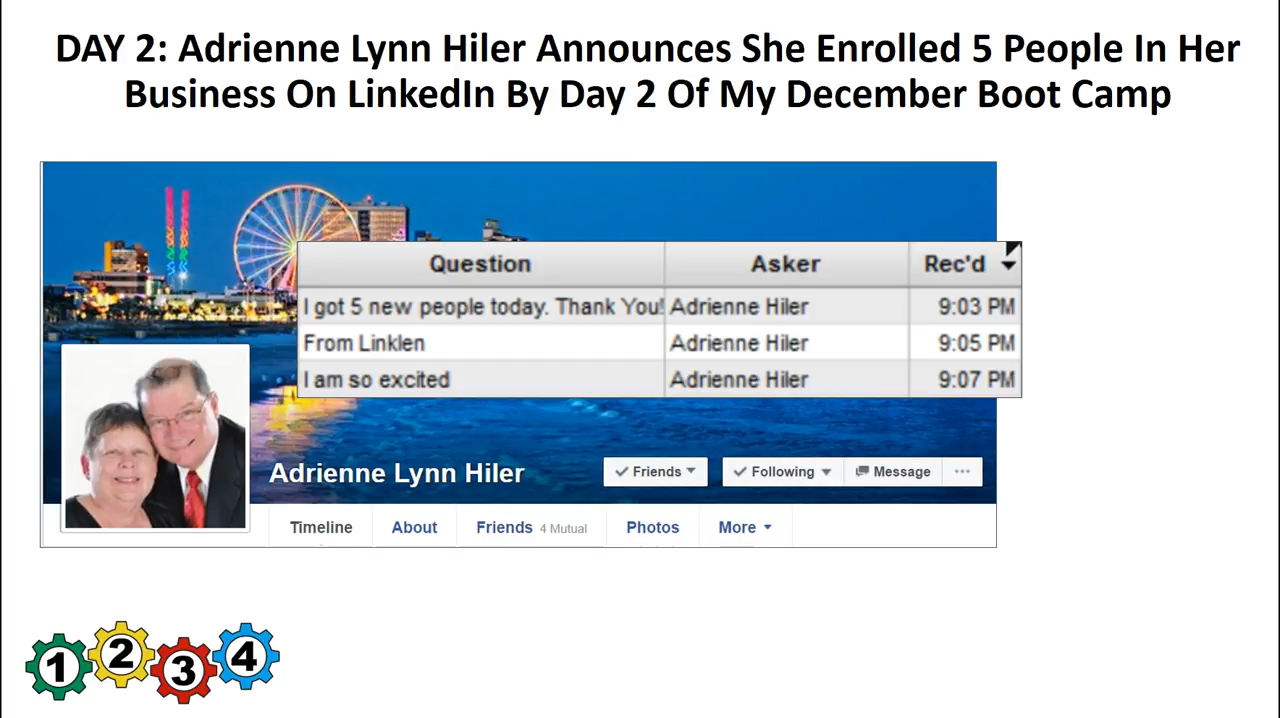 DAY 2: Adrienne Lynn Hiler Announces She Enrolled 5 People In Her
Business On LinkedIn By Day 2 Of My December Boot Camp
Question Asker Rec'd
I got 5 new people today. Thank You! Adrienne Hiler 9:03 PM
From Linklen Adrienne Hiler 9:05 PM
I am so excited Adrienne Hiler 9:07 PM
Adrienne Lynn Hiler Friends Following Message ...
Timeline About Friends 4 Mutual Photos More
1 2 3 4